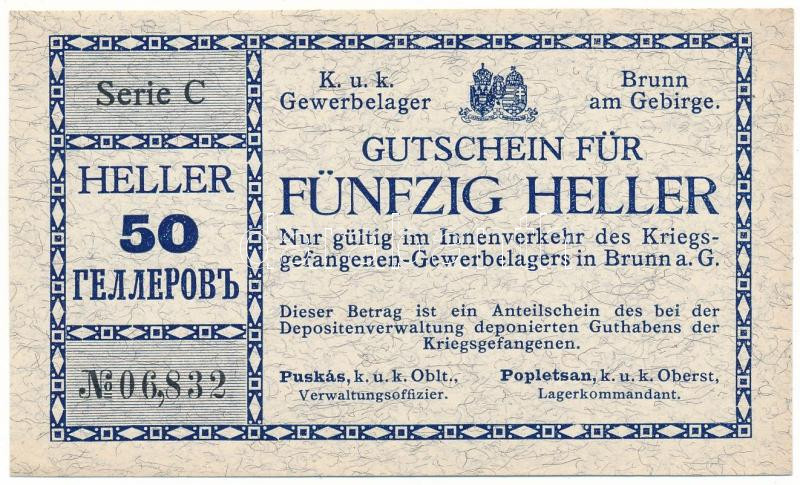 Serie C
HELLER
50
ГЕЛЛЕРОВЪ
№ 06,832
K. u. k.
Gewerbelager
Brunn
am Gebirge.
GUTSCHEIN FÜR
FÜNFZIG HELLER
Nur gültig im Innenverkehr des Kriegs-
gefangenen-Gewerbelagers in Brunn a. G.
Dieser Betrag ist ein Anteilschein des bei der
Depositenverwaltung deponierten Guthabens der
Kriegsgefangenen.
Puskás, k. u. k. Oblt.,
Verwaltungsoffizier.
Popletsan, k. u. k. Oberst,
Lagerkommandant.